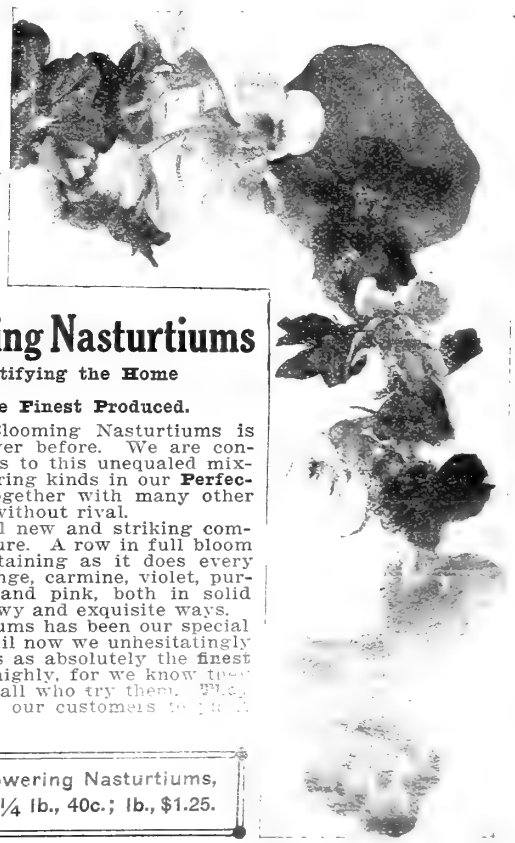 ing Nasturtiums
tifying the Home
e Finest Produced.
looming Nasturtiums is
er before. We are con-
s to this unequaled mix-
ring kinds in our Perfec-
ogether with many other
without rival.
l new and striking com-
ure. A row in full bloom
taining as it does every
nge, carmine, violet, pur-
and pink, both in solid
wy and exquisite ways.
ums has been our special
il now we unhesitatingly
s as absolutely the finest
highly, for we know
all who try them.
our customers
wering Nasturtiums,
¼ lb., 40c.; lb., $1.25.